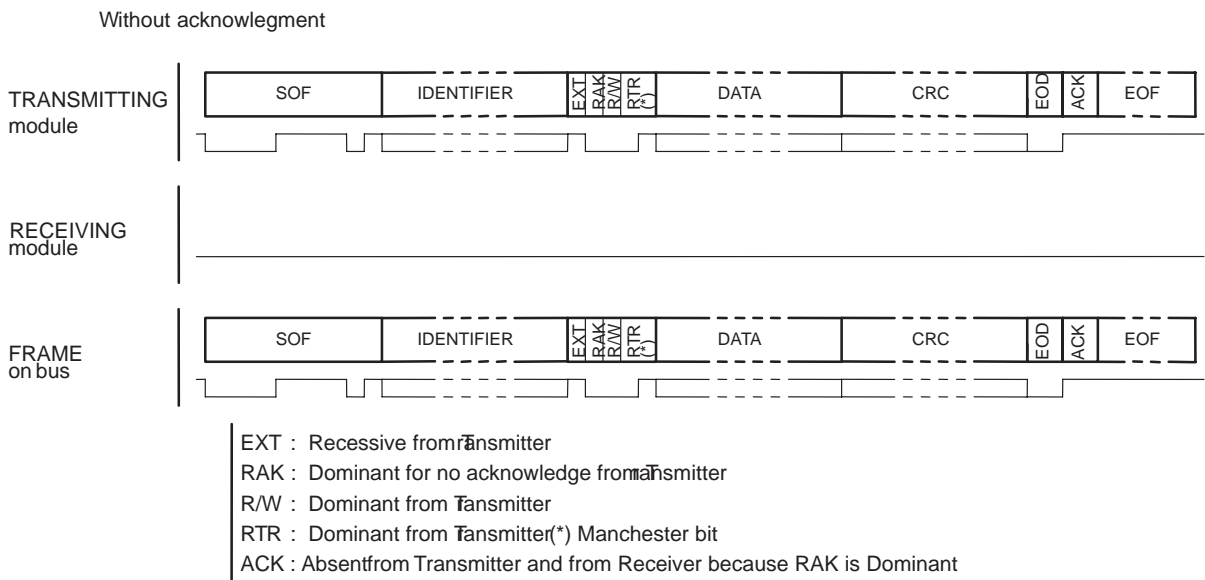 Without acknowlegment
TRANSMITTING
module
SOF IDENTIFIER EXT RAK R/W RTR (*) DATA CRC EOD ACK EOF
RECEIVING
module
FRAME
on bus
SOF IDENTIFIER EXT RAK R/W RTR (*) DATA CRC EOD ACK EOF
EXT : Recessive from Transmitter
RAK : Dominant for no acknowledge from Transmitter
R/W : Dominant from Transmitter
RTR : Dominant from Transmitter(*) Manchester bit
ACK : Absentfrom Transmitter and from Receiver because RAK is Dominant